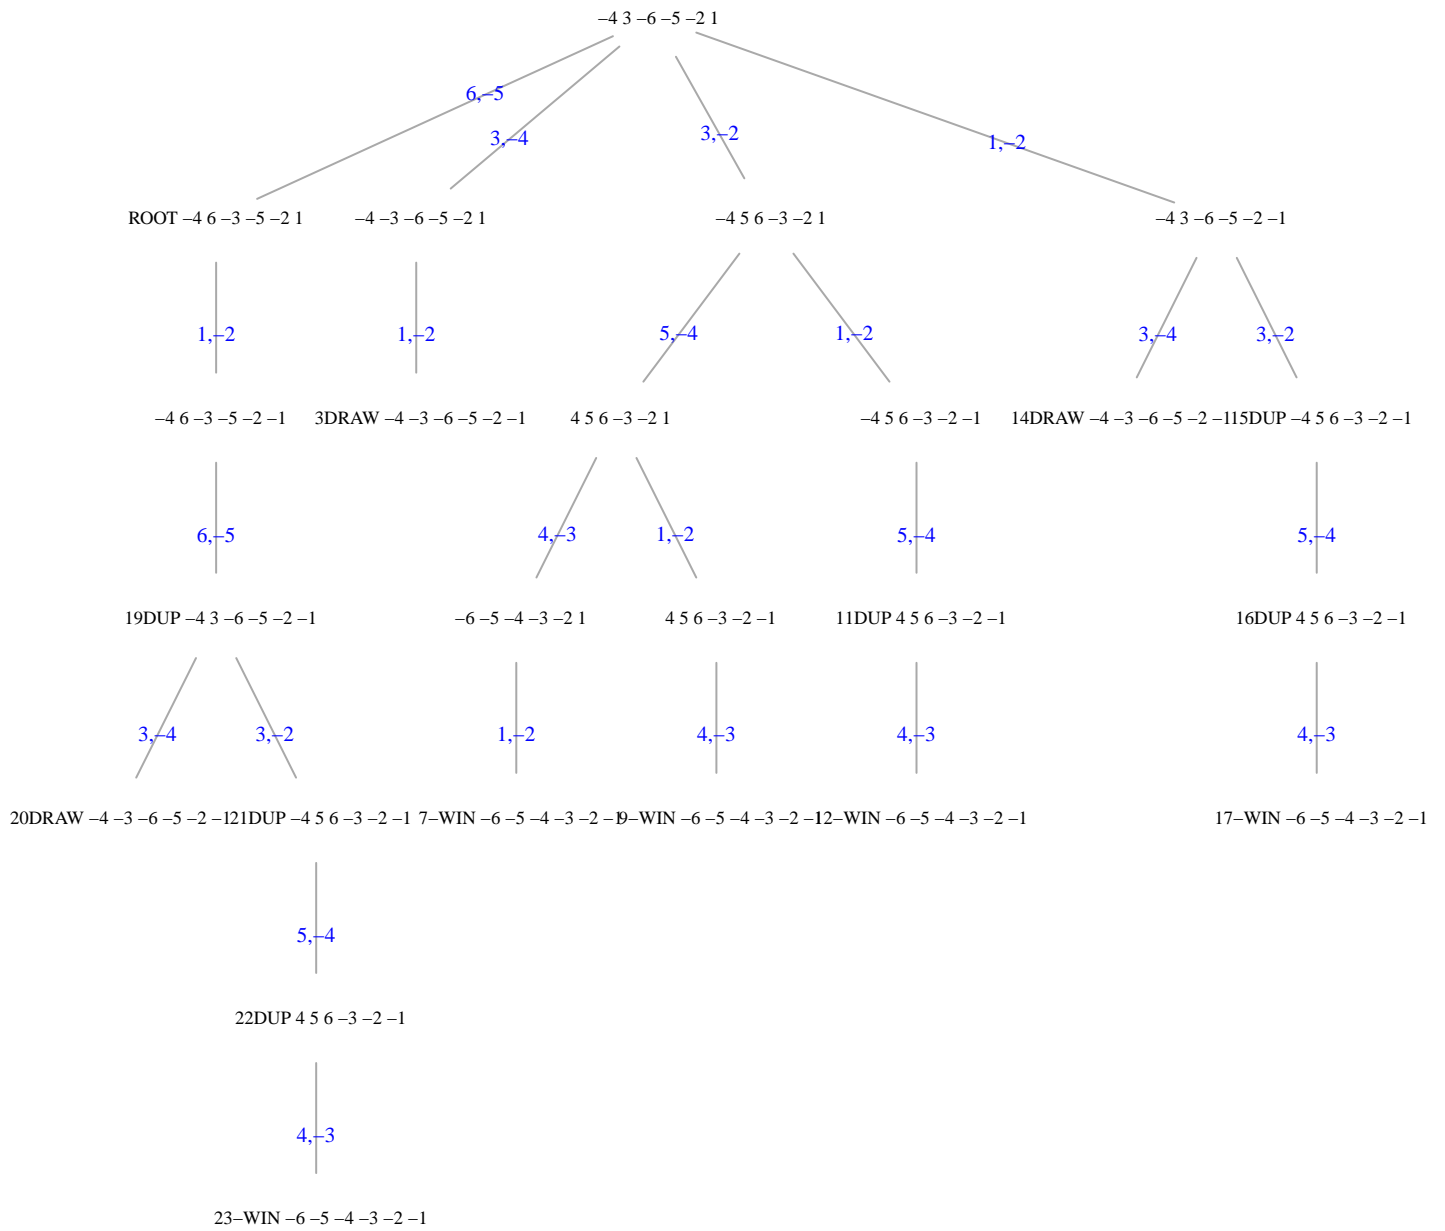 −4 3 −6 −5 −2 1
6,−5
3,−4
3,−2
1,−2
ROOT −4 6 −3 −5 −2 1
−4 −3 −6 −5 −2 1
−4 5 6 −3 −2 1
−4 3 −6 −5 −2 −1
1,−2
1,−2
5,−4
1,−2
3,−4
3,−2
−4 6 −3 −5 −2 −1
3DRAW −4 −3 −6 −5 −2 −1
4 5 6 −3 −2 1
−4 5 6 −3 −2 −1
14DRAW −4 −3 −6 −5 −2 −1
15DUP −4 5 6 −3 −2 −1
6,−5
4,−3
1,−2
5,−4
5,−4
19DUP −4 3 −6 −5 −2 −1
−6 −5 −4 −3 −2 1
4 5 6 −3 −2 −1
11DUP 4 5 6 −3 −2 −1
16DUP 4 5 6 −3 −2 −1
3,−4
3,−2
1,−2
4,−3
4,−3
4,−3
20DRAW −4 −3 −6 −5 −2 −1
21DUP −4 5 6 −3 −2 −1
7−WIN −6 −5 −4 −3 −2 −1
9−WIN −6 −5 −4 −3 −2 −1
12−WIN −6 −5 −4 −3 −2 −1
17−WIN −6 −5 −4 −3 −2 −1
5,−4
22DUP 4 5 6 −3 −2 −1
4,−3
23−WIN −6 −5 −4 −3 −2 −1